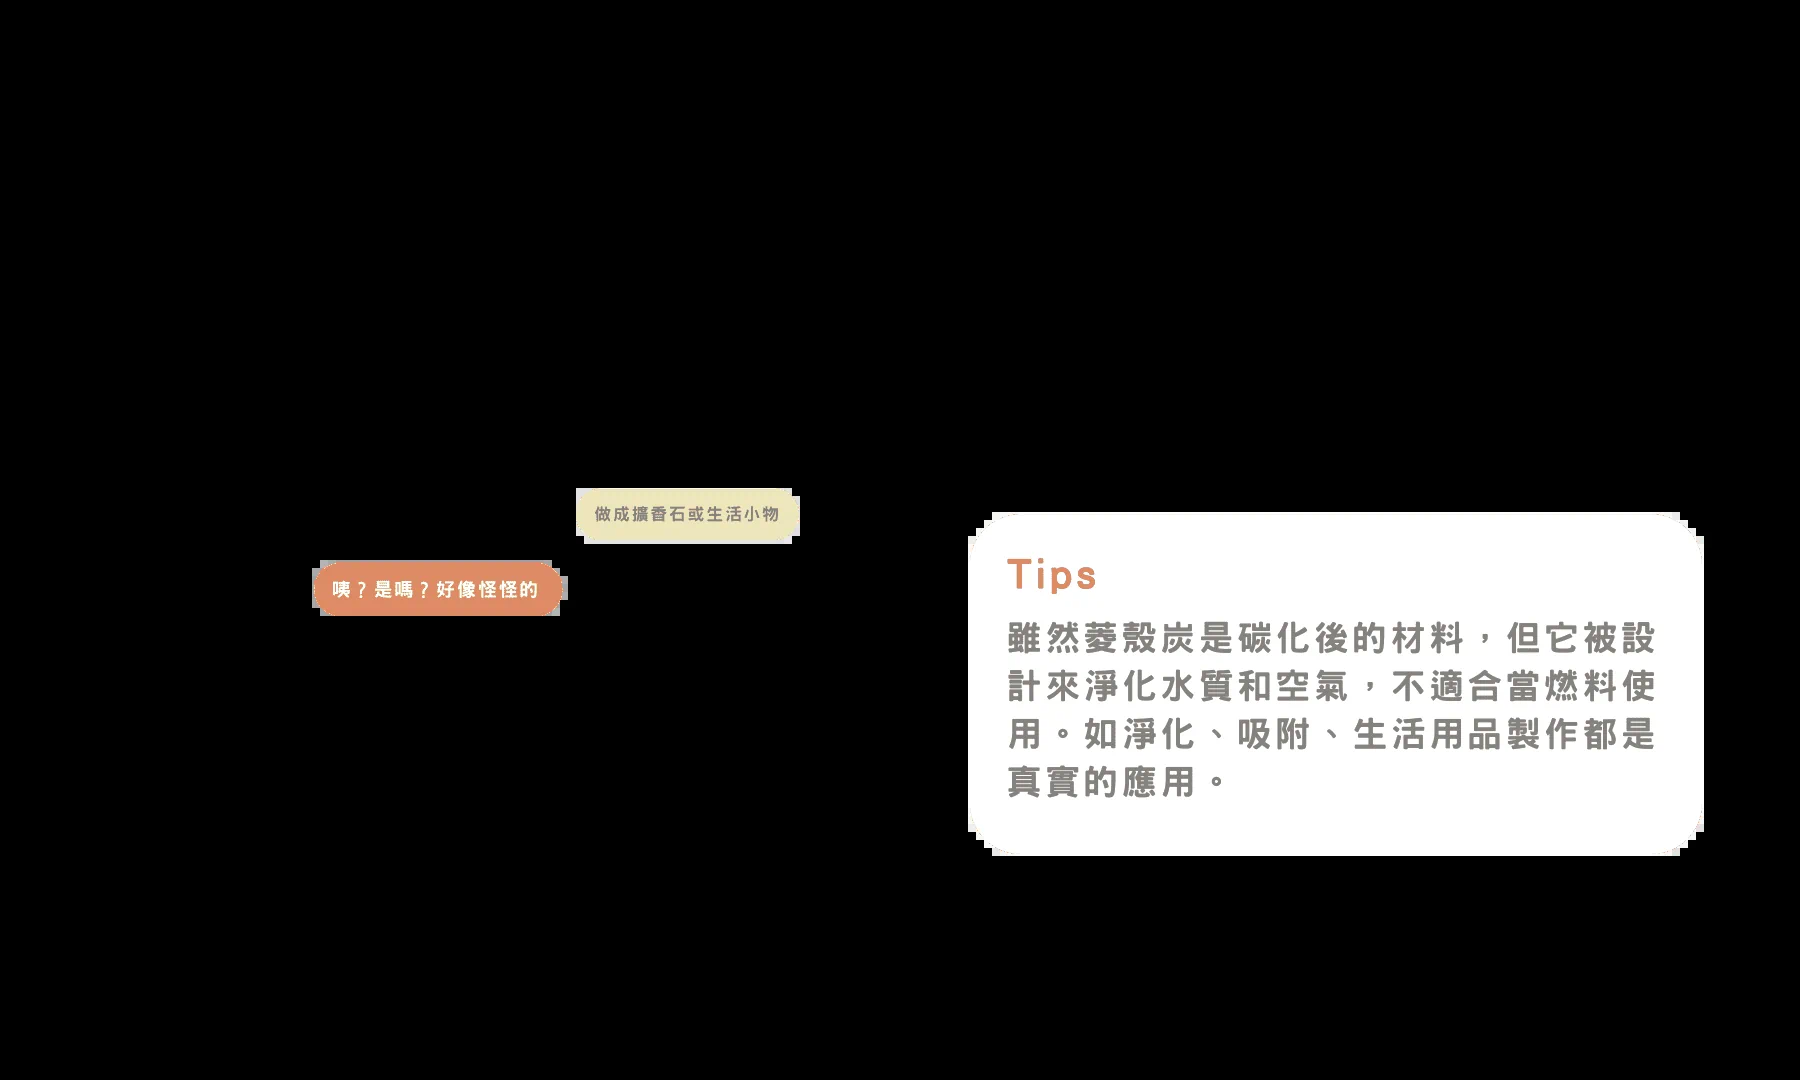 做成擴香石或生活小物
咦？是嗎？好像怪怪的
Tips
雖然菱殼炭是碳化後的材料，但它被設
計來淨化水質和空氣，不適合當燃料使
用。如淨化、吸附、生活用品製作都是
真實的應用。